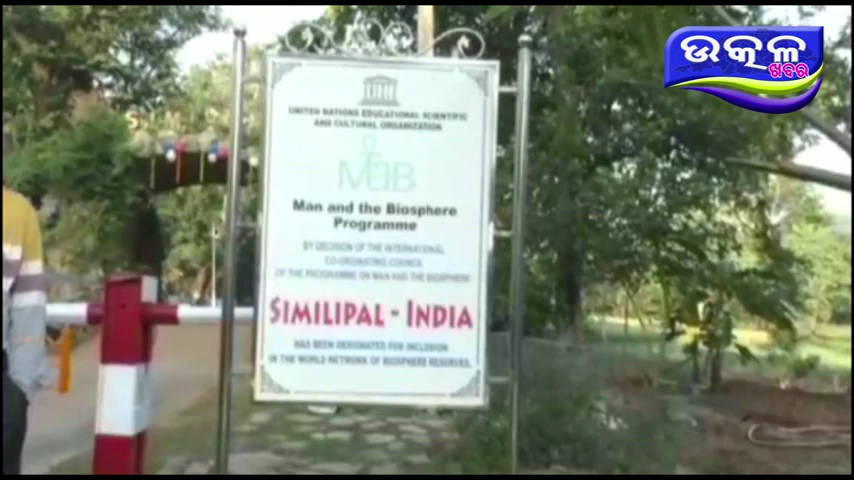 ଉତ୍କଳ
ଖବର
UNITED NATIONS EDUCATIONAL SCIENTIFIC
AND CULTURAL ORGANIZATION
MaB
Man and the Biosphere
Programme
BY DECISION OF THE INTERNATIONAL
CO-ORDINATING COUNCIL
OF THE PROGRAMME ON MAN AND THE BIOSPHERE
SIMILIPAL - INDIA
HAS BEEN DESIGNATED FOR INCLUSION
IN THE WORLD NETWORK OF BIOSPHERE RESERVES.